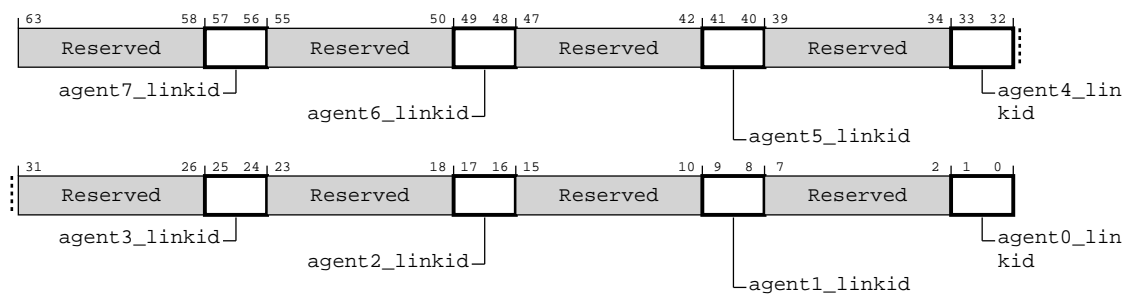 63 58 57 56 55 50 49 48 47 42 41 40 39 34 33 32
Reserved Reserved Reserved Reserved
agent7_linkid agent4_lin
agent6_linkid kid
agent5_linkid
31 26 25 24 23 18 17 16 15 10 9 8 7 2 1 0
Reserved Reserved Reserved Reserved
agent3_linkid agent0_lin
agent2_linkid kid
agent1_linkid